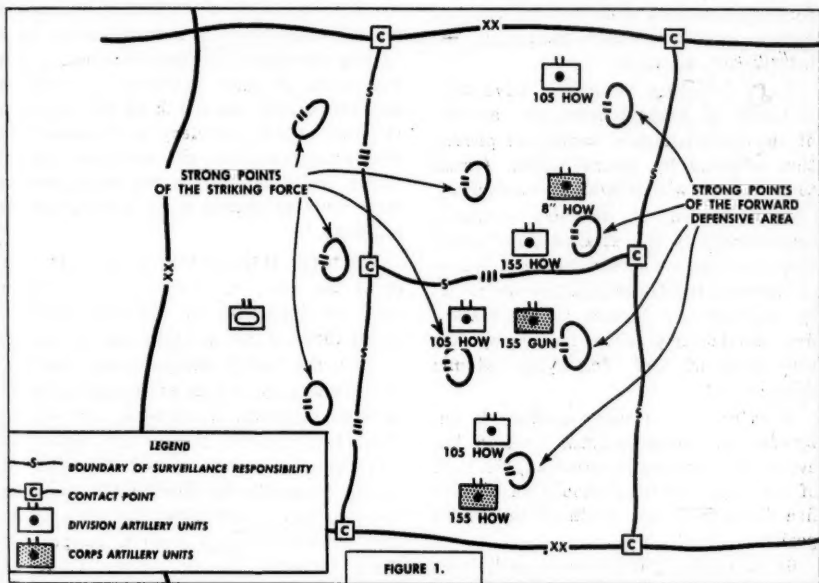 XX
C
C
105 HOW
S
S
STRONG POINTS
OF THE STRIKING FORCE
8" HOW
STRONG POINTS
OF THE FORWARD
DEFENSIVE AREA
XX
155 HOW
C
S
C
105 HOW
155 GUN
S
S
105 HOW
155 HOW
LEGEND
S BOUNDARY OF SURVEILLANCE RESPONSIBILITY
C CONTACT POINT
DIVISION ARTILLERY UNITS
CORPS ARTILLERY UNITS
C
XX
C
FIGURE 1.